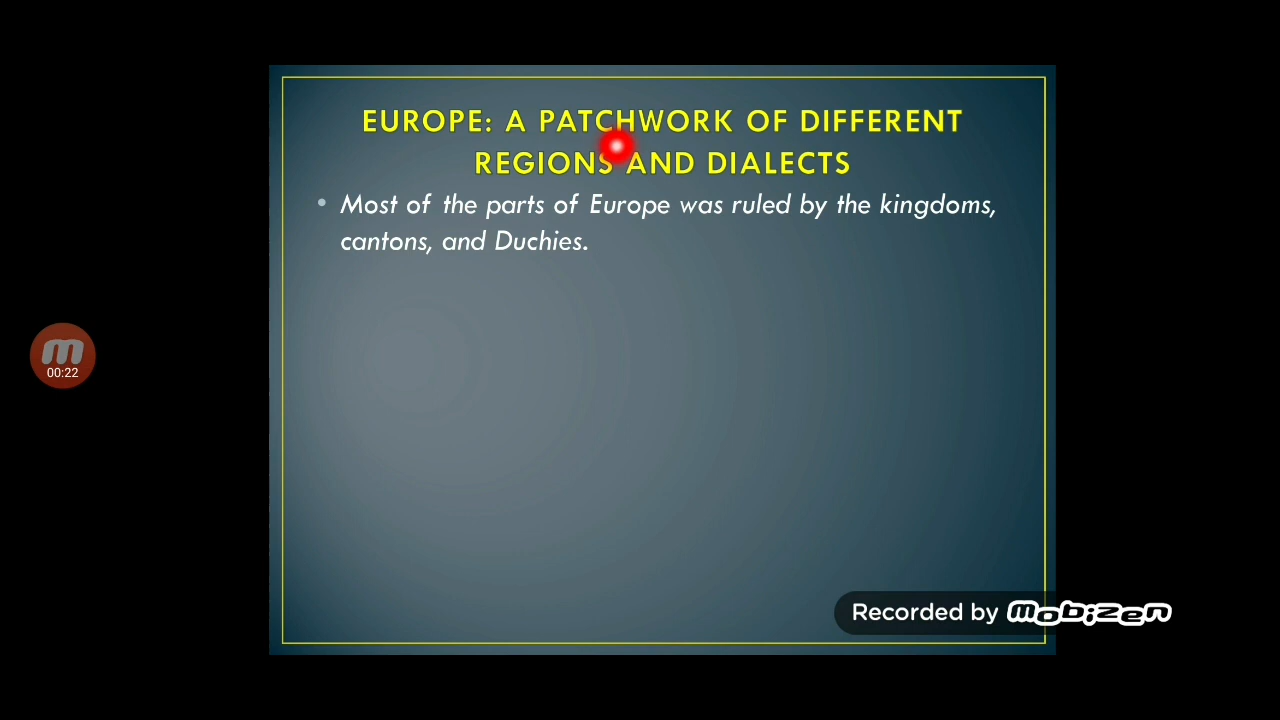 EUROPE: A PATCHWORK OF DIFFERENT
REGIONS AND DIALECTS
• Most of the parts of Europe was ruled by the kingdoms,
cantons, and Duchies.
m
00:22
Recorded by mobizen